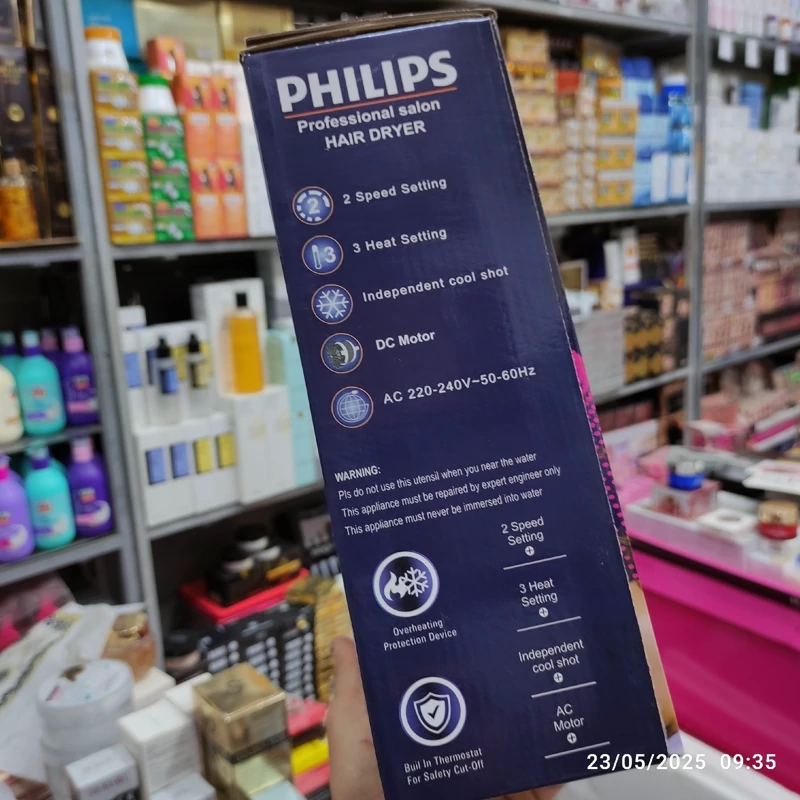 PHILIPS
Professional salon
HAIR DRYER
2
2 Speed Setting
3
3 Heat Setting
Independent cool shot
DC Motor
AC 220-240V~50-60Hz
WARNING:
Pls do not use this utensil when you near the water
This appliance must be repaired by expert engineer only
This appliance must never be immersed into water
2 Speed
Setting
3 Heat
Setting
Overheating
Protection Device
Independent
cool shot
AC
Motor
Buil In Thermostat
For Safety Cut-Off
23/05/2025 09:35